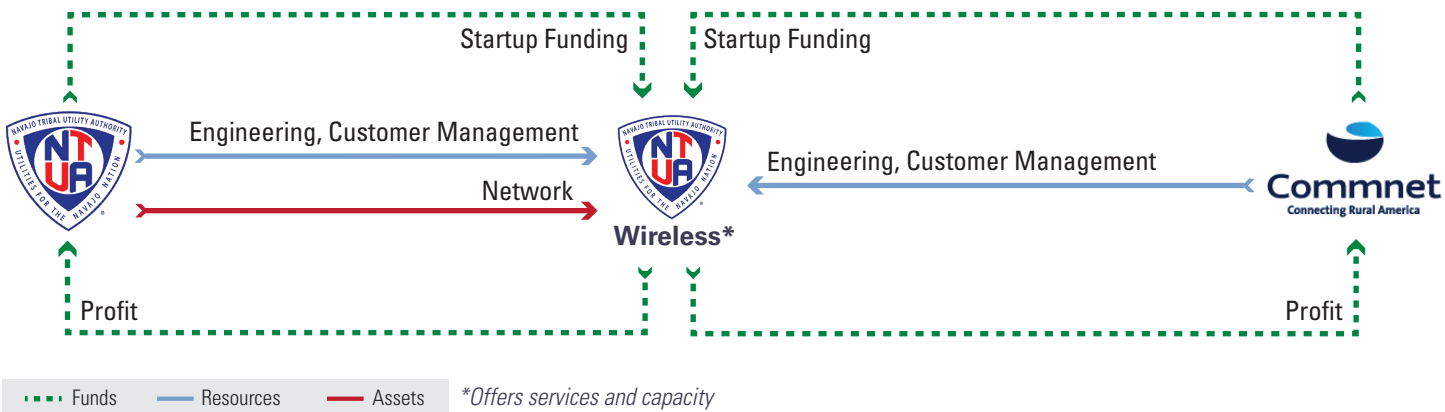 Startup Funding
Startup Funding
NAVAJO TRIBAL UTILITY AUTHORITY
NTUA
UTILITIES FOR THE NAVAJO NATION
®
Engineering, Customer Management
Network
NAVAJO TRIBAL UTILITY AUTHORITY
NTUA
UTILITIES FOR THE NAVAJO NATION
®
Wireless*
Engineering, Customer Management
Commnet
Connecting Rural America
Profit
Profit
Funds
Resources
Assets
*Offers services and capacity